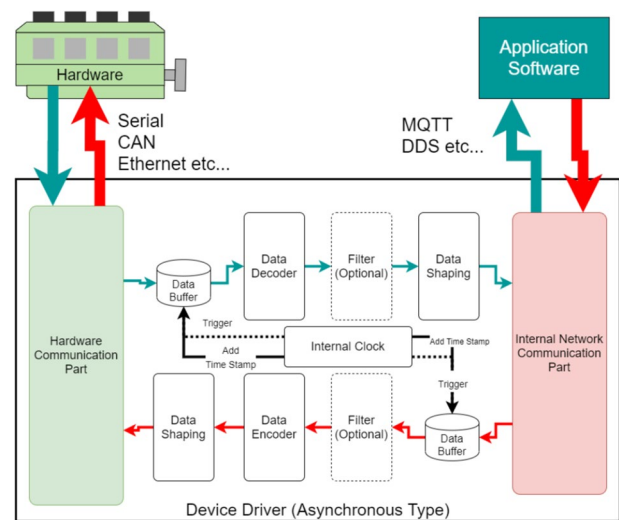 Hardware
Application
Software
Serial
CAN
Ethernet etc...
MQTT
DDS etc...
Data
Decoder
Filter
(Optional)
Data
Shaping
Data
Buffer
Hardware
Communication
Part
Trigger
Internal Clock
Add Time Stamp
Add
Time Stamp
Internal Network
Communication
Part
Trigger
Data
Shaping
Data
Encoder
Filter
(Optional)
Data
Buffer
Device Driver (Asynchronous Type)